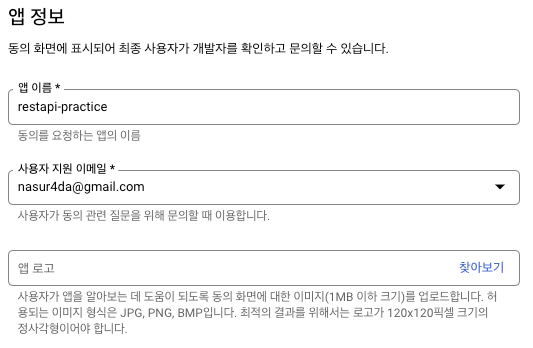 앱 정보
동의 화면에 표시되어 최종 사용자가 개발자를 확인하고 문의할 수 있습니다.
앱 이름 *
restapi-practice
동의를 요청하는 앱의 이름
사용자 지원 이메일 *
nasur4da@gmail.com
사용자가 동의 관련 질문을 위해 문의할 때 이용합니다.
앱 로고 찾아보기
사용자가 앱을 알아보는 데 도움이 되도록 동의 화면에 대한 이미지(1MB 이하 크기)를 업로드합니다. 허
용되는 이미지 형식은 JPG, PNG, BMP입니다. 최적의 결과를 위해서는 로고가 120x120픽셀 크기의
정사각형이어야 합니다.